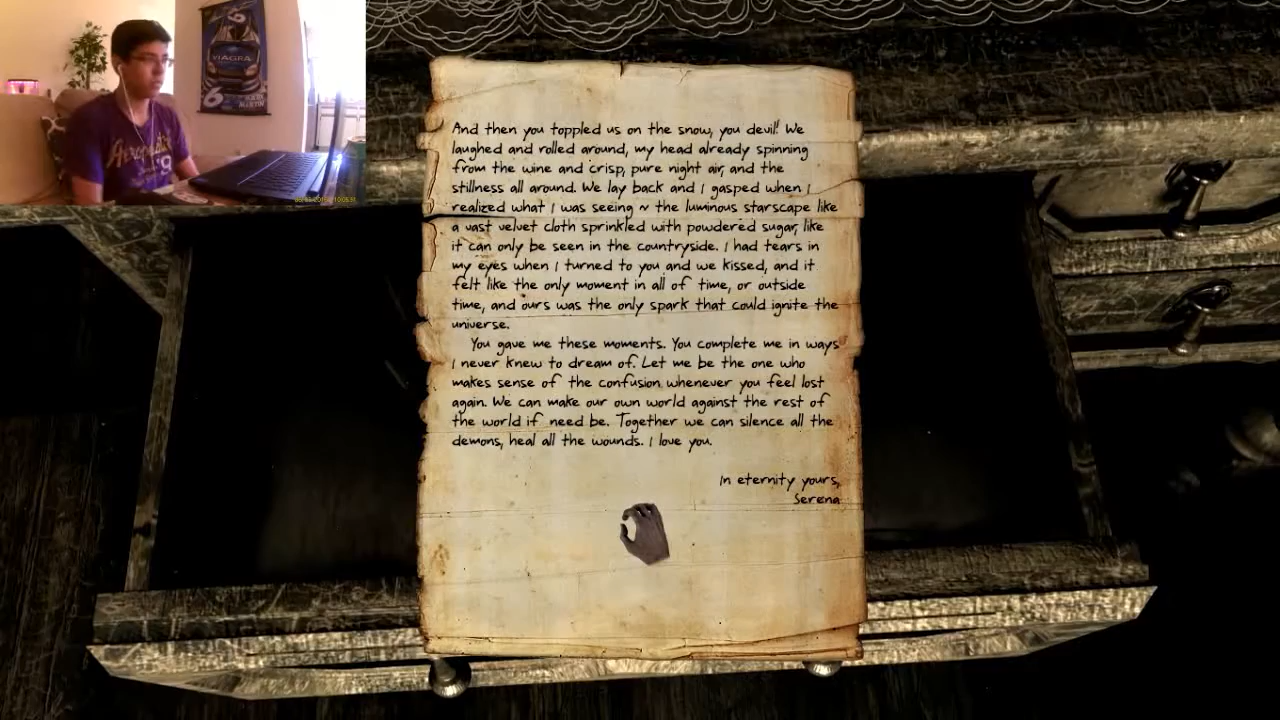 VIAGRA
6
MARK
MARTIN
Aeropostale
And then you toppled us on the snow, you devil! We
laughed and rolled around, my head already spinning
from the wine and crisp, pure night air, and the
stillness all around. We lay back and I gasped when I
realized what I was seeing ~ the luminous starscape like
a vast velvet cloth sprinkled with powdered sugar, like
it can only be seen in the countryside. I had tears in
my eyes when I turned to you and we kissed, and it
felt like the only moment in all of time, or outside
time, and ours was the only spark that could ignite the
universe.
You gave me these moments. You complete me in ways
I never knew to dream of. Let me be the one who
makes sense of the confusion whenever you feel lost
again. We can make our own world against the rest of
the world if need be. Together we can silence all the
demons, heal all the wounds. I love you.
In eternity yours,
Serena